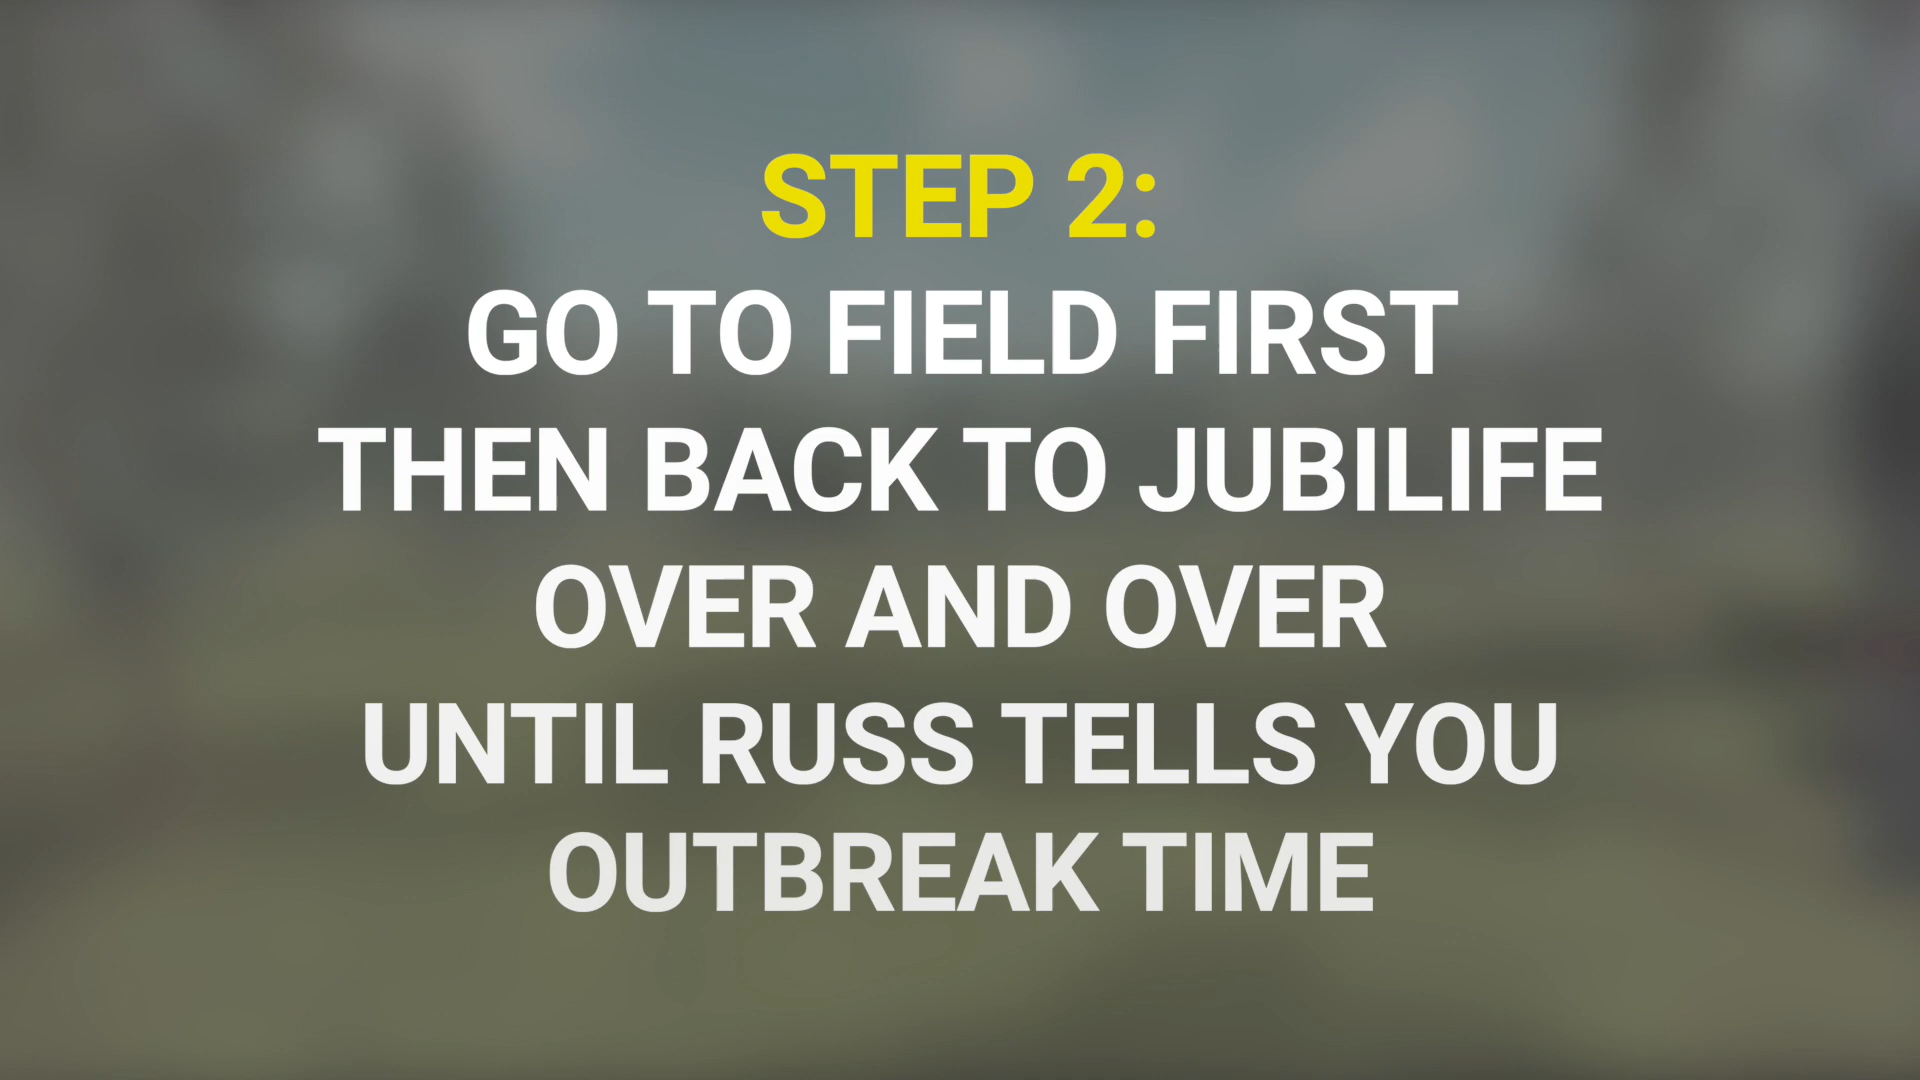 STEP 2:
GO TO FIELD FIRST
THEN BACK TO JUBILIFE
OVER AND OVER
UNTIL RUSS TELLS YOU
OUTBREAK TIME